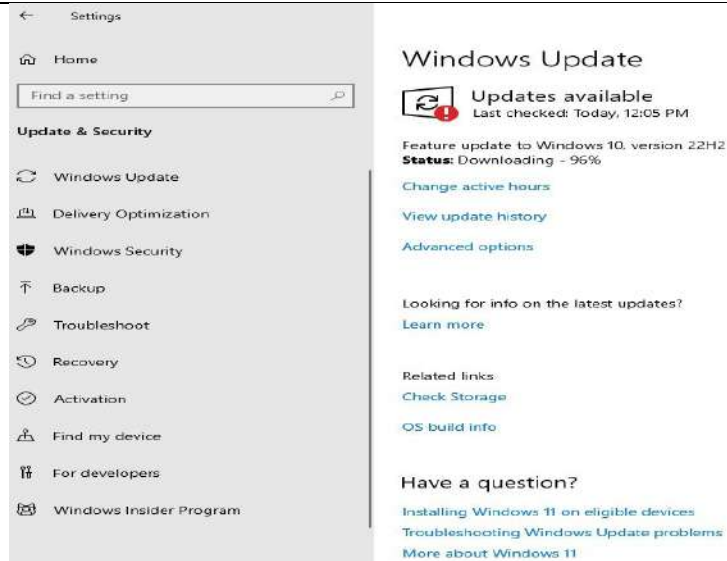 Settings
Home
Find a setting
Update & Security
Windows Update
Delivery Optimization
Windows Security
Backup
Troubleshoot
Recovery
Activation
Find my device
For developers
Windows Insider Program
Windows Update
Updates available
Last checked: Today, 12:05 PM
Feature update to Windows 10, version 22H2
Status: Downloading - 96%
Change active hours
View update history
Advanced options
Looking for info on the latest updates?
Learn more
Related links
Check Storage
OS build info
Have a question?
Installing Windows 11 on eligible devices
Troubleshooting Windows Update problems
More about Windows 11